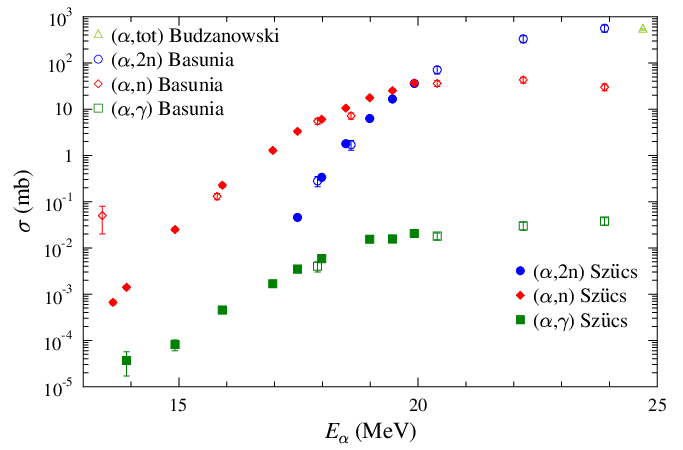 10³
10²
10
1
10⁻¹
10⁻²
10⁻³
10⁻⁴
10⁻⁵
σ (mb)
(α,tot) Budzanowski
(α,2n) Basunia
(α,n) Basunia
(α,γ) Basunia
(α,2n) Szücs
(α,n) Szücs
(α,γ) Szücs
15 20 25
Eα (MeV)